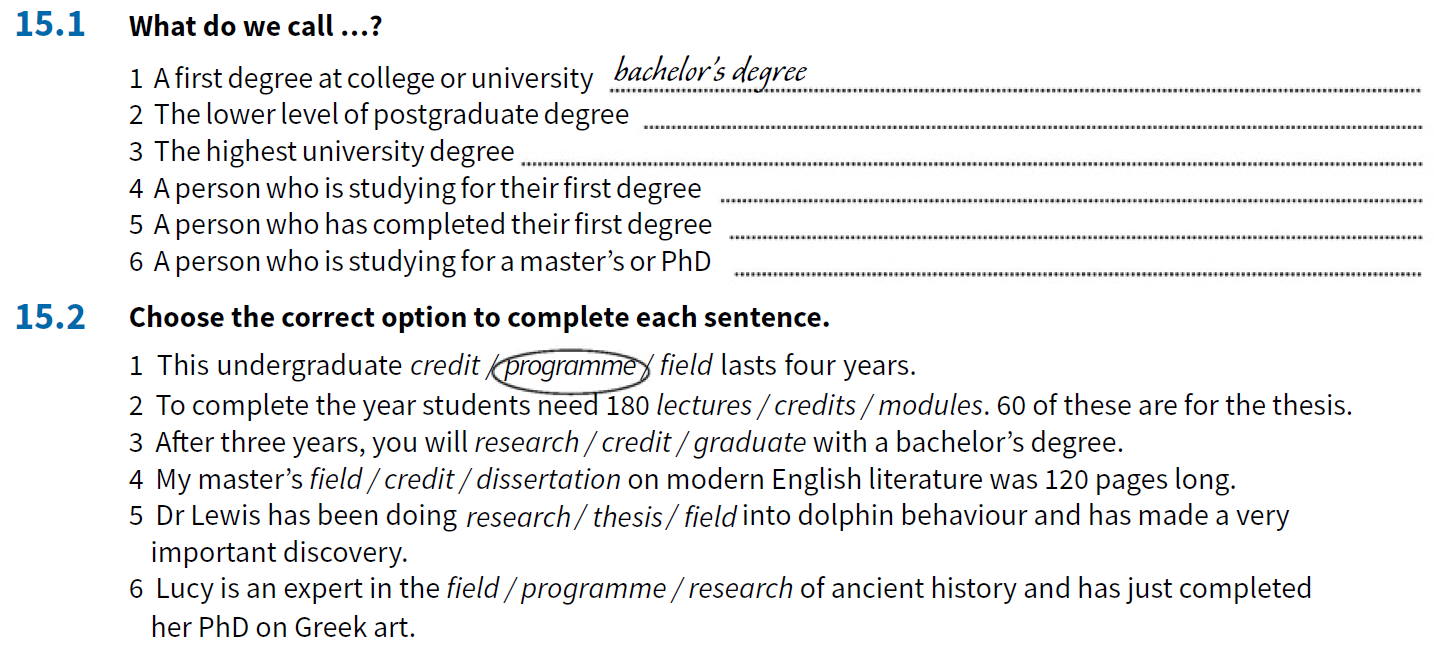 15.1 What do we call ...?
1 A first degree at college or university bachelor's degree
2 The lower level of postgraduate degree
3 The highest university degree
4 A person who is studying for their first degree
5 A person who has completed their first degree
6 A person who is studying for a master's or PhD
15.2 Choose the correct option to complete each sentence.
1 This undergraduate credit / programme / field lasts four years.
2 To complete the year students need 180 lectures / credits / modules. 60 of these are for the thesis.
3 After three years, you will research / credit / graduate with a bachelor's degree.
4 My master's field / credit / dissertation on modern English literature was 120 pages long.
5 Dr Lewis has been doing research / thesis / field into dolphin behaviour and has made a very
important discovery.
6 Lucy is an expert in the field / programme / research of ancient history and has just completed
her PhD on Greek art.